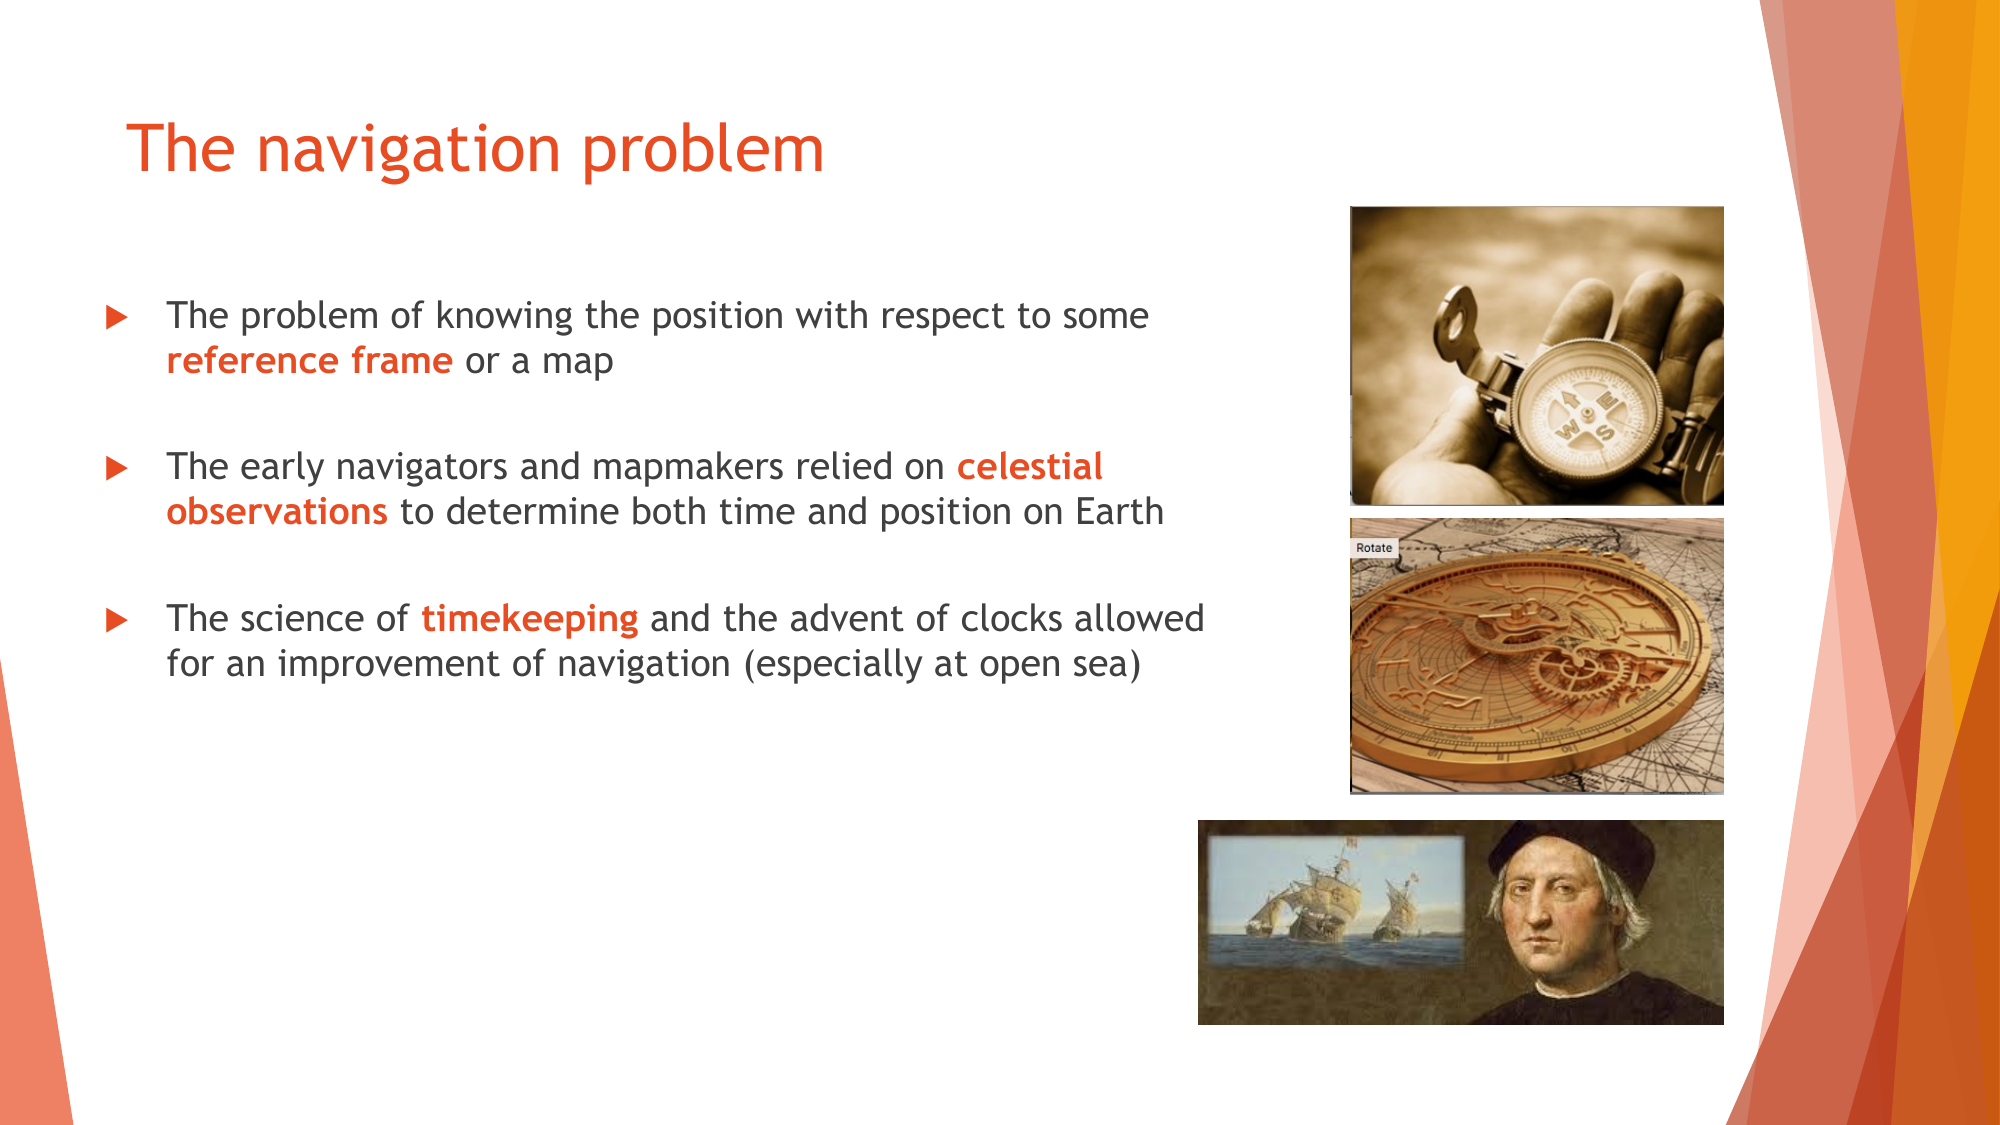 The navigation problem
The problem of knowing the position with respect to some
reference frame or a map
The early navigators and mapmakers relied on celestial
observations to determine both time and position on Earth
The science of timekeeping and the advent of clocks allowed
for an improvement of navigation (especially at open sea)
E
W
S
Rotate